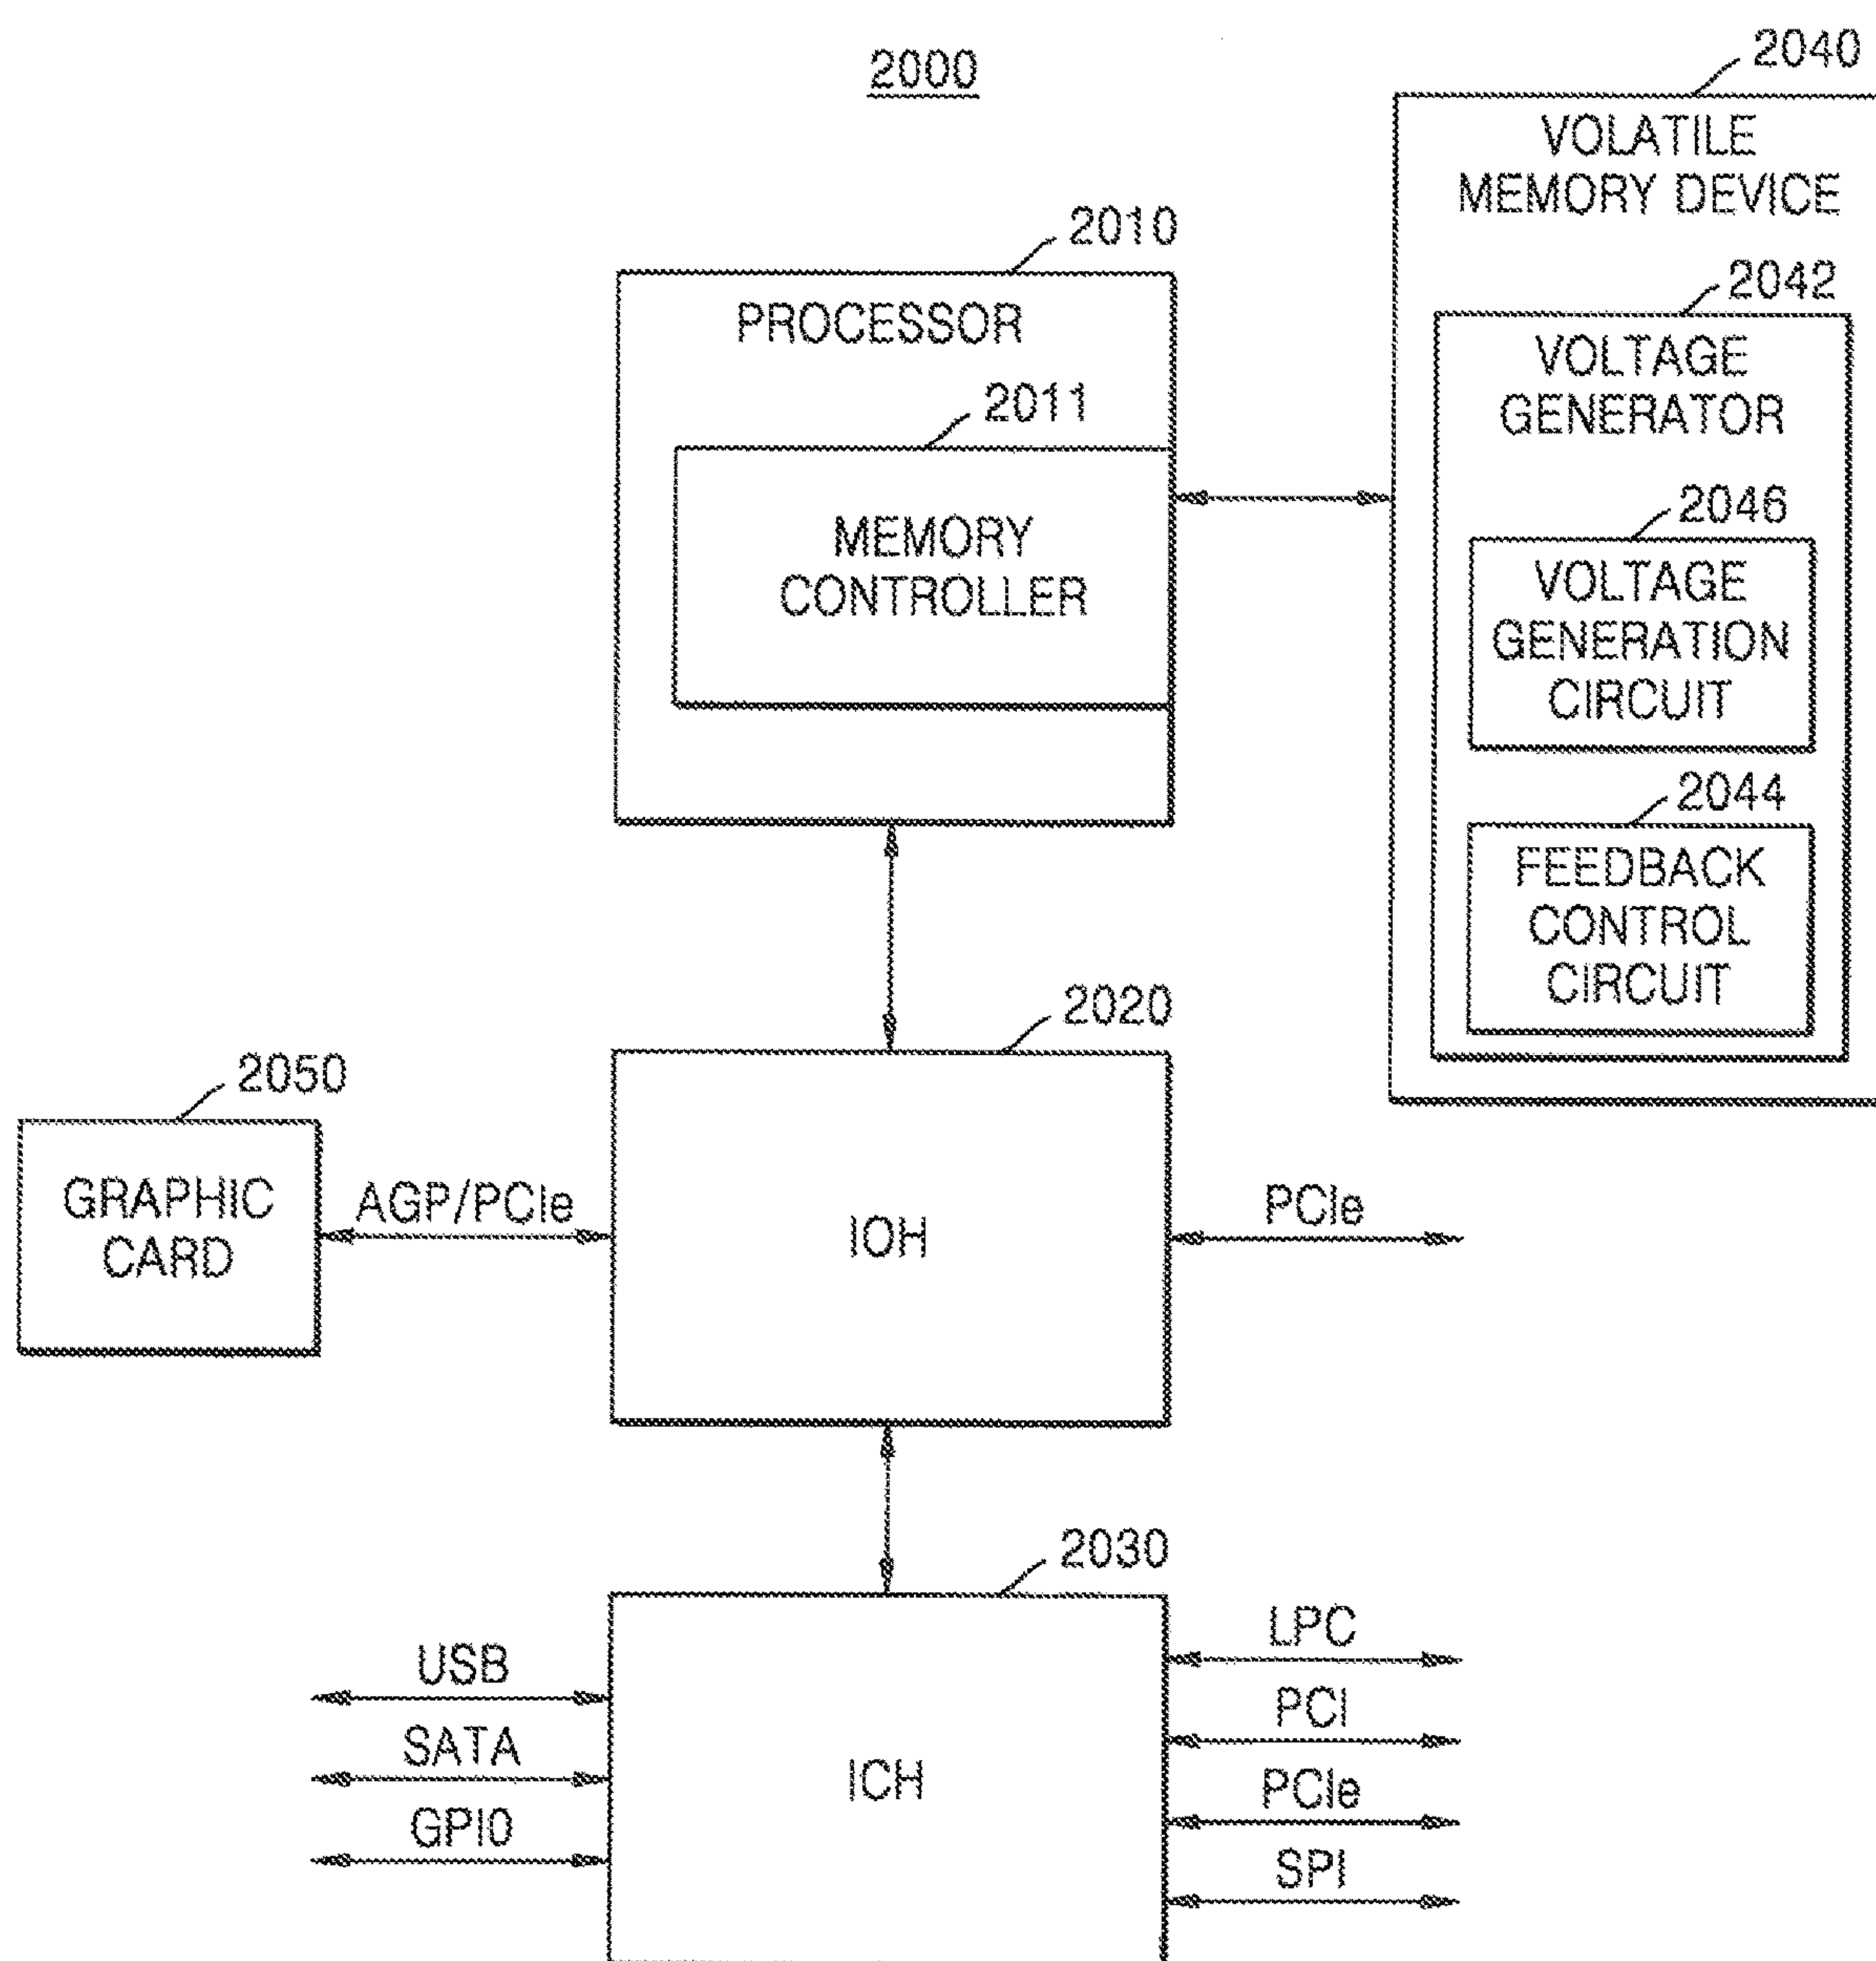 2000
2040
VOLATILE
MEMORY DEVICE
2010
PROCESSOR
2042
VOLTAGE
GENERATOR
2011
MEMORY
CONTROLLER
2046
VOLTAGE
GENERATION
CIRCUIT
2044
FEEDBACK
CONTROL
CIRCUIT
2020
IOH
2050
GRAPHIC
CARD
AGP/PCIe
PCIe
2030
ICH
USB
SATA
GPIO
LPC
PCI
PCIe
SPI